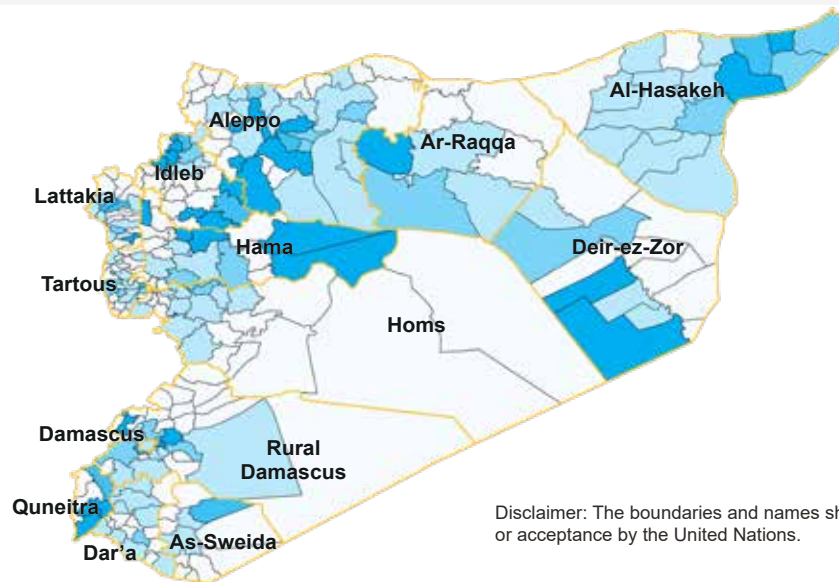 Al-Hasakeh
Aleppo
Ar-Raqqa
Idleb
Lattakia
Hama
Deir-ez-Zor
Tartous
Homs
Damascus
Rural
Damascus
Quneitra
As-Sweida
Dar'a
Disclaimer: The boundaries and names
or acceptance by the United Nations.